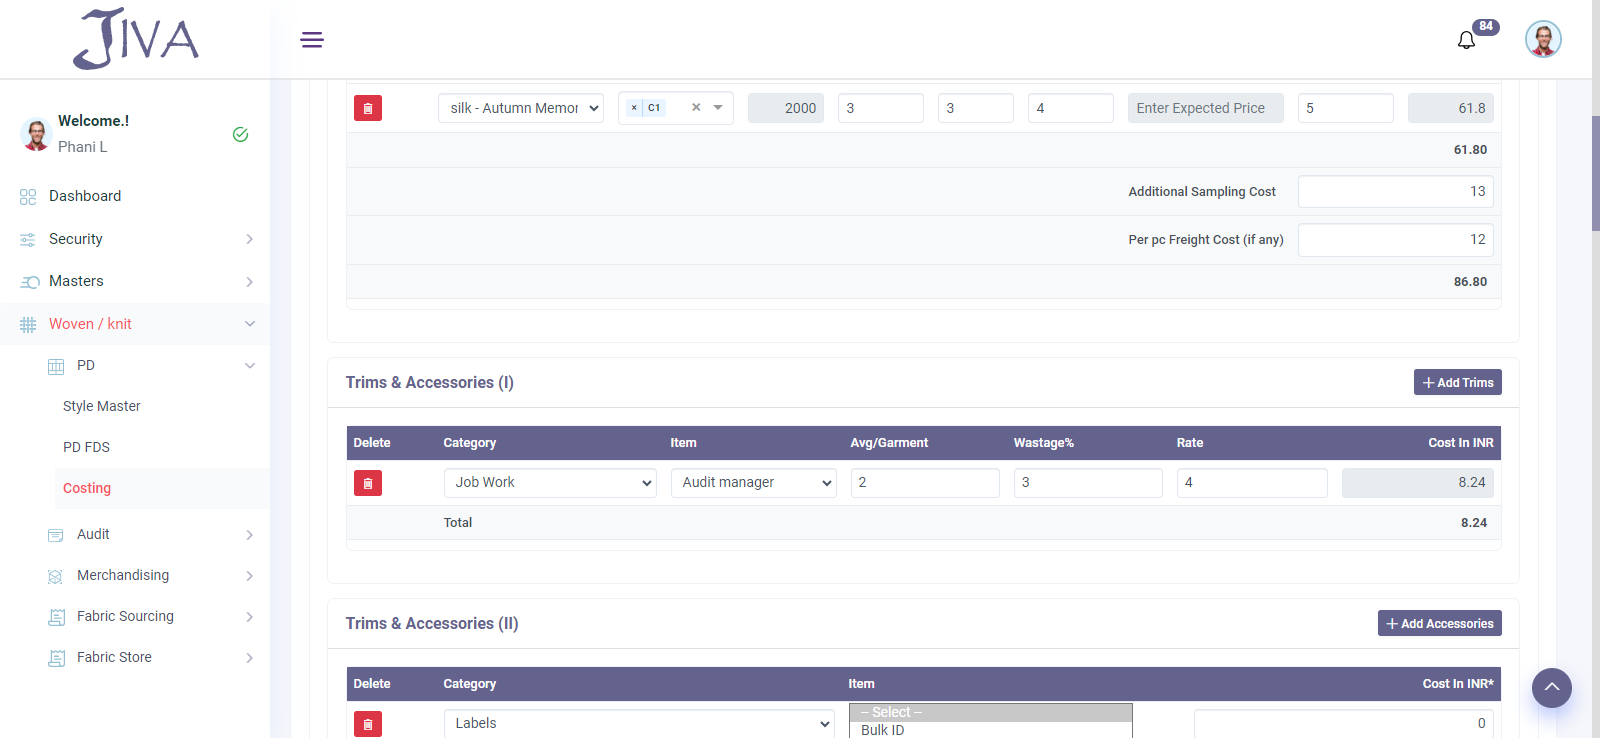 JIVA
84
Welcome.!
Phani L
Dashboard
Security
Masters
Woven / knit
PD
Style Master
PD FDS
Costing
Audit
Merchandising
Fabric Sourcing
Fabric Store
silk - Autumn Memor × C1 × 2000 3 3 4 Enter Expected Price 5 61.8
61.80
Additional Sampling Cost 13
Per pc Freight Cost (if any) 12
86.80
Trims & Accessories (I) + Add Trims
Delete Category Item Avg/Garment Wastage% Rate Cost In INR
Job Work Audit manager 2 3 4 8.24
Total 8.24
Trims & Accessories (II) + Add Accessories
Delete Category Item Cost In INR*
Labels -- Select -- 0
Bulk ID